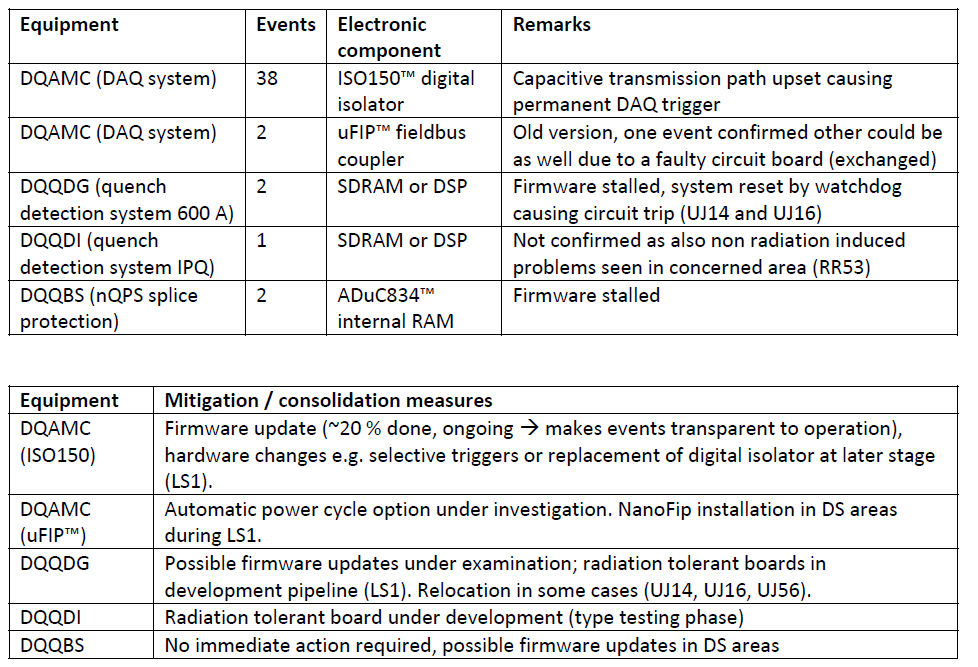 Equipment Events Electronic component Remarks
DQAMC (DAQ system) 38 ISO150™ digital isolator Capacitive transmission path upset causing permanent DAQ trigger
DQAMC (DAQ system) 2 uFIP™ fieldbus coupler Old version, one event confirmed other could be as well due to a faulty circuit board (exchanged)
DQQDG (quench detection system 600 A) 2 SDRAM or DSP Firmware stalled, system reset by watchdog causing circuit trip (UJ14 and UJ16)
DQQDI (quench detection system IPQ) 1 SDRAM or DSP Not confirmed as also non radiation induced problems seen in concerned area (RR53)
DQQBS (nQPS splice protection) 2 ADuC834™ internal RAM Firmware stalled
Equipment Mitigation / consolidation measures
DQAMC (ISO150) Firmware update (~20 % done, ongoing → makes events transparent to operation), hardware changes e.g. selective triggers or replacement of digital isolator at later stage (LS1).
DQAMC (uFIP™) Automatic power cycle option under investigation. NanoFip installation in DS areas during LS1.
DQQDG Possible firmware updates under examination; radiation tolerant boards in development pipeline (LS1). Relocation in some cases (UJ14, UJ16, UJ56).
DQQDI Radiation tolerant board under development (type testing phase)
DQQBS No immediate action required, possible firmware updates in DS areas